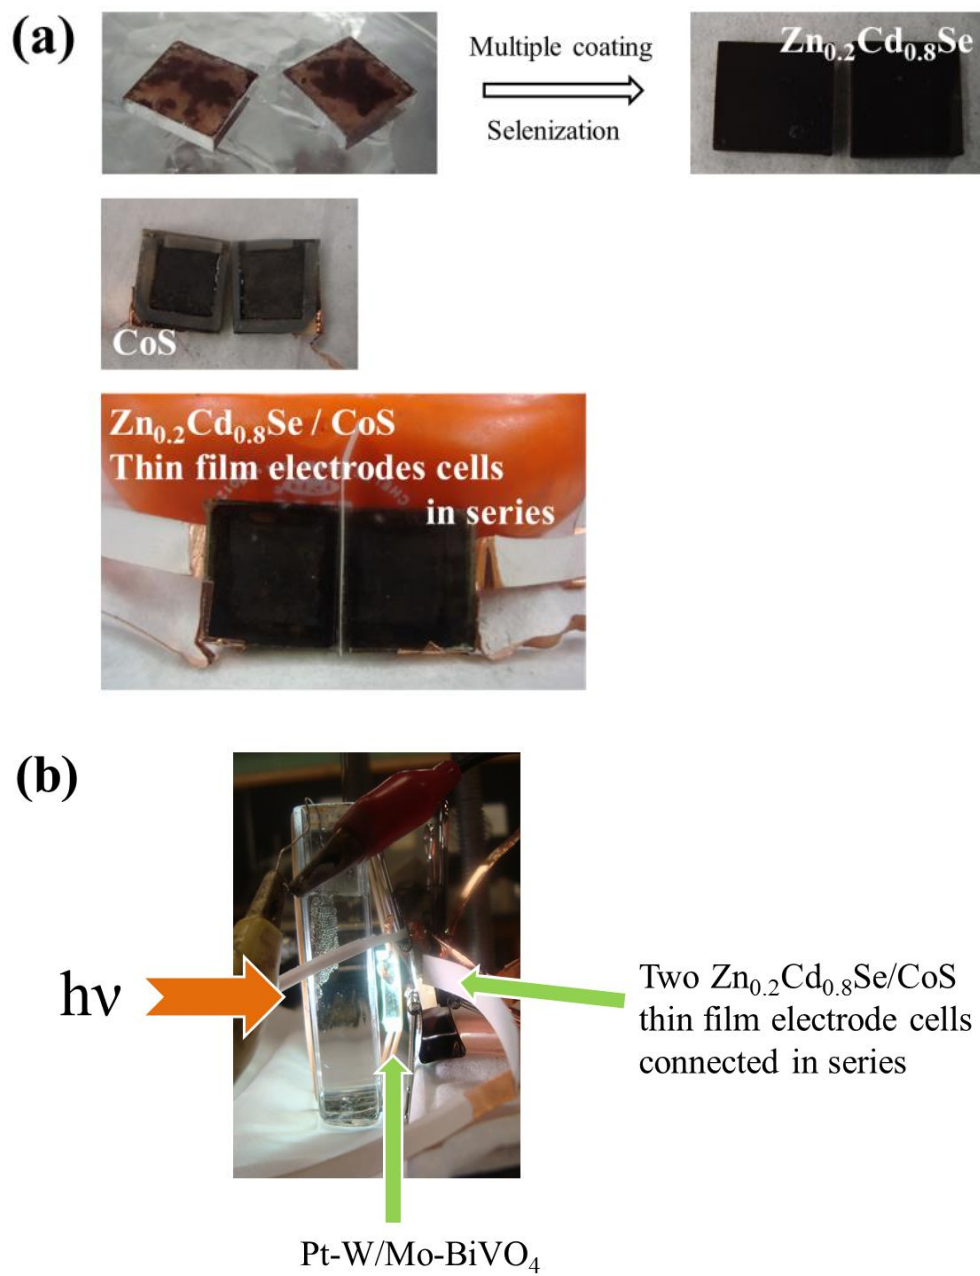 (a)
Multiple coating
Selenization
Zn₀.₂Cd₀.₈Se
CoS
Zn₀.₂Cd₀.₈Se / CoS
Thin film electrodes cells
in series
(b)
hν
Two Zn₀.₂Cd₀.₈Se/CoS
thin film electrode cells
connected in series
Pt-W/Mo-BiVO₄